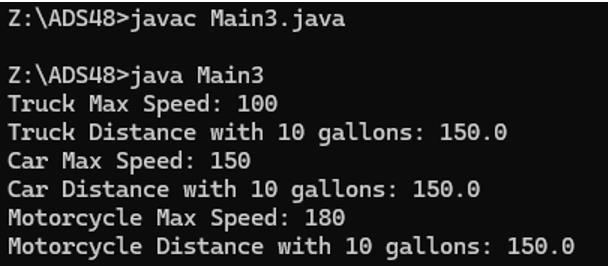 Z:\ADS48>javac Main3.java
Z:\ADS48>java Main3
Truck Max Speed: 100
Truck Distance with 10 gallons: 150.0
Car Max Speed: 150
Car Distance with 10 gallons: 150.0
Motorcycle Max Speed: 180
Motorcycle Distance with 10 gallons: 150.0